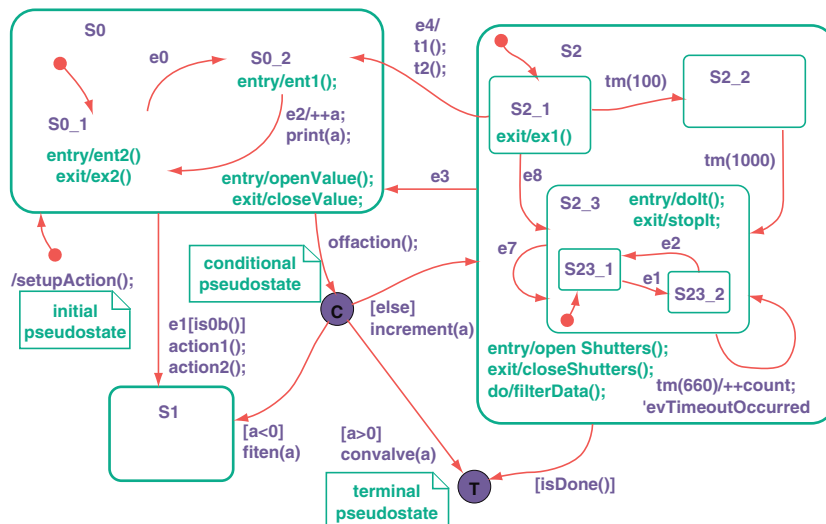 S0
e0
S0_2
entry/ent1();
S0_1
entry/ent2()
exit/ex2()
e2/++a;
print(a);
entry/openValue();
exit/closeValue;
e4/
t1();
t2();
S2
S2_1
exit/ex1()
tm(100)
S2_2
tm(1000)
e3
e8
S2_3
entry/doIt();
exit/stopIt;
e7
S23_1
e2
e1
S23_2
entry/open Shutters();
exit/closeShutters();
do/filterData();
tm(660)/++count;
'evTimeoutOccurred
/setupAction();
initial
pseudostate
conditional
pseudostate
offaction();
C
[else]
increment(a)
e1[is0b()]
action1();
action2();
S1
[a<0]
fiten(a)
[a>0]
convalve(a)
terminal
pseudostate
T
[isDone()]